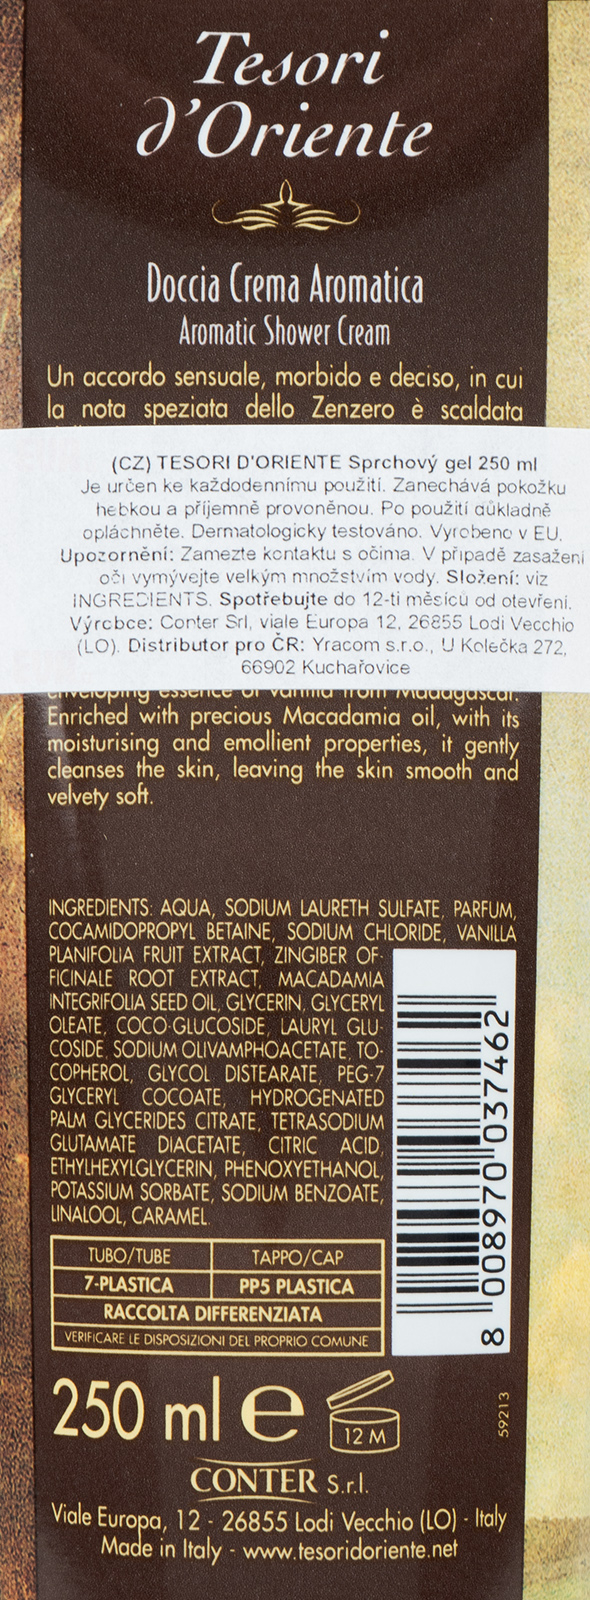 Tesori
d'Oriente
Doccia Crema Aromatica
Aromatic Shower Cream
Un accordo sensuale, morbido e deciso, in cui
la nota speziata dello Zenzero è scaldata
(CZ) TESORI D'ORIENTE Sprchový gel 250 ml
Je určen ke každodennímu použití. Zanechává pokožku
hebkou a příjemně provoněnou. Po použití důkladně
opláchněte. Dermatologicky testováno. Vyrobeno v EU.
Upozornění: Zamezte kontaktu s očima. V případě zasažení
očí vymývejte velkým množstvím vody. Složení: viz
INGREDIENTS. Spotřebujte do 12-ti měsíců od otevření.
Výrobce: Conter Srl, viale Europa 12, 26855 Lodi Vecchio
(LO). Distributor pro ČR: Yracom s.r.o., U Kolečka 272,
66902 Kuchařovice
enveloping essence of vanilla from Madagascar.
Enriched with precious Macadamia oil, with its
moisturising and emollient properties, it gently
cleanses the skin, leaving the skin smooth and
velvety soft.
INGREDIENTS: AQUA, SODIUM LAURETH SULFATE, PARFUM,
COCAMIDOPROPYL BETAINE, SODIUM CHLORIDE, VANILLA
PLANIFOLIA FRUIT EXTRACT, ZINGIBER OF-
FICINALE ROOT EXTRACT, MACADAMIA
INTEGRIFOLIA SEED OIL, GLYCERIN, GLYCERYL
OLEATE, COCO-GLUCOSIDE, LAURYL GLU-
COSIDE, SODIUM OLIVAMPHOACETATE, TO-
COPHEROL, GLYCOL DISTEARATE, PEG-7
GLYCERYL COCOATE, HYDROGENATED
PALM GLYCERIDES CITRATE, TETRASODIUM
GLUTAMATE DIACETATE, CITRIC ACID,
ETHYLHEXYLGLYCERIN, PHENOXYETHANOL,
POTASSIUM SORBATE, SODIUM BENZOATE,
LINALOOL, CARAMEL.
8 008970 037462
TUBO/TUBE TAPPO/CAP
7-PLASTICA PP5 PLASTICA
RACCOLTA DIFFERENZIATA
VERIFICARE LE DISPOSIZIONI DEL PROPRIO COMUNE
250 ml e 12 M
59213
CONTER S.r.l.
Viale Europa, 12 - 26855 Lodi Vecchio (LO) - Italy
Made in Italy - www.tesoridoriente.net